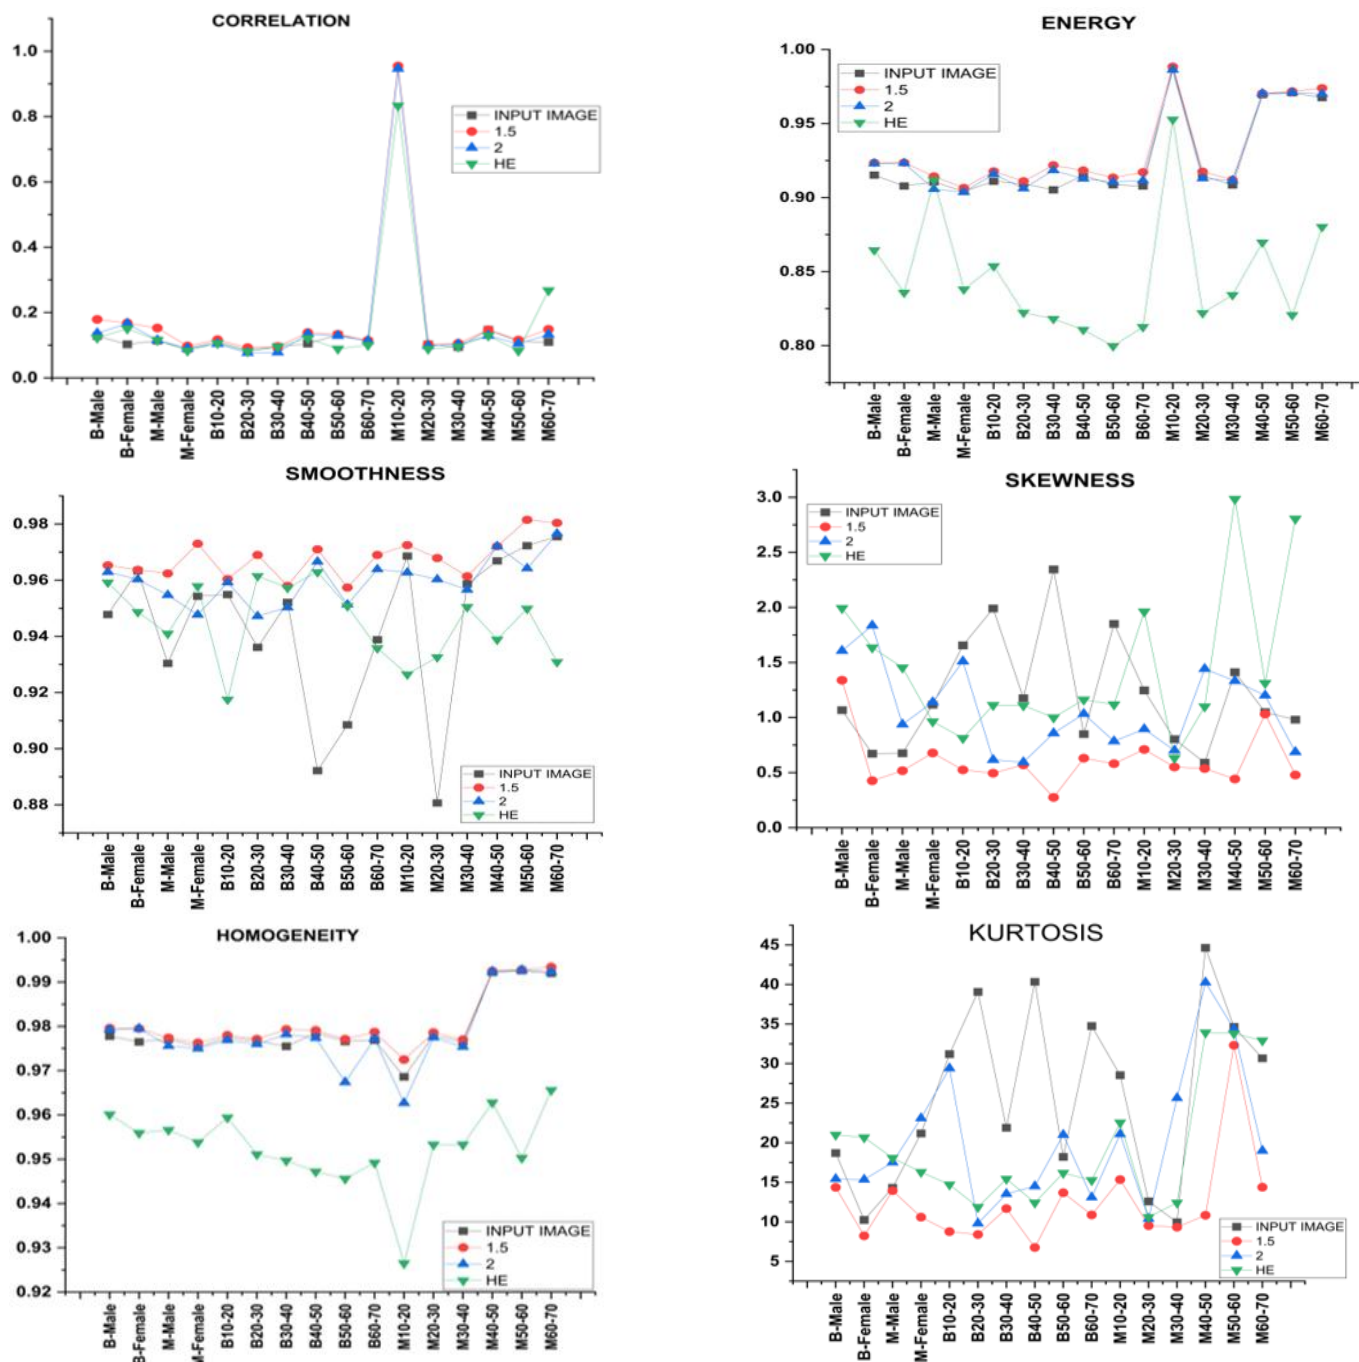 CORRELATION
1.0
0.8
0.6
0.4
0.2
0.0
INPUT IMAGE
1.5
2
HE
B-Male
B-Female
M-Male
M-Female
B10-20
B20-30
B30-40
B40-50
B50-60
B60-70
M10-20
M20-30
M30-40
M40-50
M50-60
M60-70
ENERGY
1.00
0.95
0.90
0.85
0.80
INPUT IMAGE
1.5
2
HE
B-Male
B-Female
M-Male
M-Female
B10-20
B20-30
B30-40
B40-50
B50-60
B60-70
M10-20
M20-30
M30-40
M40-50
M50-60
M60-70
SMOOTHNESS
0.98
0.96
0.94
0.92
0.90
0.88
INPUT IMAGE
1.5
2
HE
B-Male
B-Female
M-Male
M-Female
B10-20
B20-30
B30-40
B40-50
B50-60
B60-70
M10-20
M20-30
M30-40
M40-50
M50-60
M60-70
SKEWNESS
3.0
2.5
2.0
1.5
1.0
0.5
0.0
INPUT IMAGE
1.5
2
HE
B-Male
B-Female
M-Male
M-Female
B10-20
B20-30
B30-40
B40-50
B50-60
B60-70
M10-20
M20-30
M30-40
M40-50
M50-60
M60-70
HOMOGENEITY
1.00
0.99
0.98
0.97
0.96
0.95
0.94
0.93
0.92
INPUT IMAGE
1.5
2
HE
B-Male
B-Female
M-Male
M-Female
B10-20
B20-30
B30-40
B40-50
B50-60
B60-70
M10-20
M20-30
M30-40
M40-50
M50-60
M60-70
KURTOSIS
45
40
35
30
25
20
15
10
5
INPUT IMAGE
1.5
2
HE
B-Male
B-Female
M-Male
M-Female
B10-20
B20-30
B30-40
B40-50
B50-60
B60-70
M10-20
M20-30
M30-40
M40-50
M50-60
M60-70